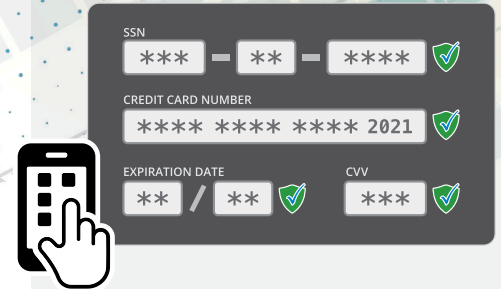 SSN
*** - ** - ****
CREDIT CARD NUMBER
**** **** **** 2021
EXPIRATION DATE CVV
** / ** ***